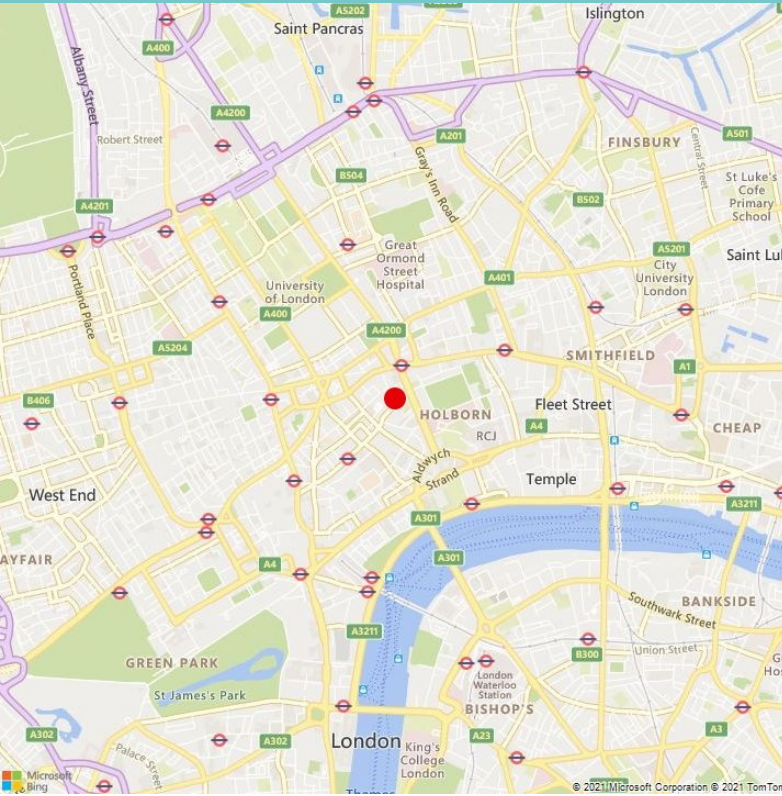 A5202
Islington
Saint Pancras
A400
Albany Street
A4200
Robert Street
A201
A501
FINSBURY
Central Street
Gray's Inn Road
B504
St Luke's
Cofe
Primary
School
B502
A4201
Great
Ormond
Street
Hospital
A5201
Saint Lu
City
University
London
Portland Place
A401
University
of London
A400
A4200
A5204
SMITHFIELD
A1
B406
Fleet Street
HOLBORN
A4
CHEAP
RCJ
Aldwych
Strand
Temple
West End
A3211
A301
A301
AYFAIR
A4
BANKSIDE
Southwark Street
A3211
B300
Union Street
GREEN PARK
London
Waterloo
Station
St James's Park
BISHOP'S
A302
A302
A23
A3
London
King's
College
London
Palace Street
Microsoft
Bing
Thames
© 2021 Microsoft Corporation © 2021 TomTom